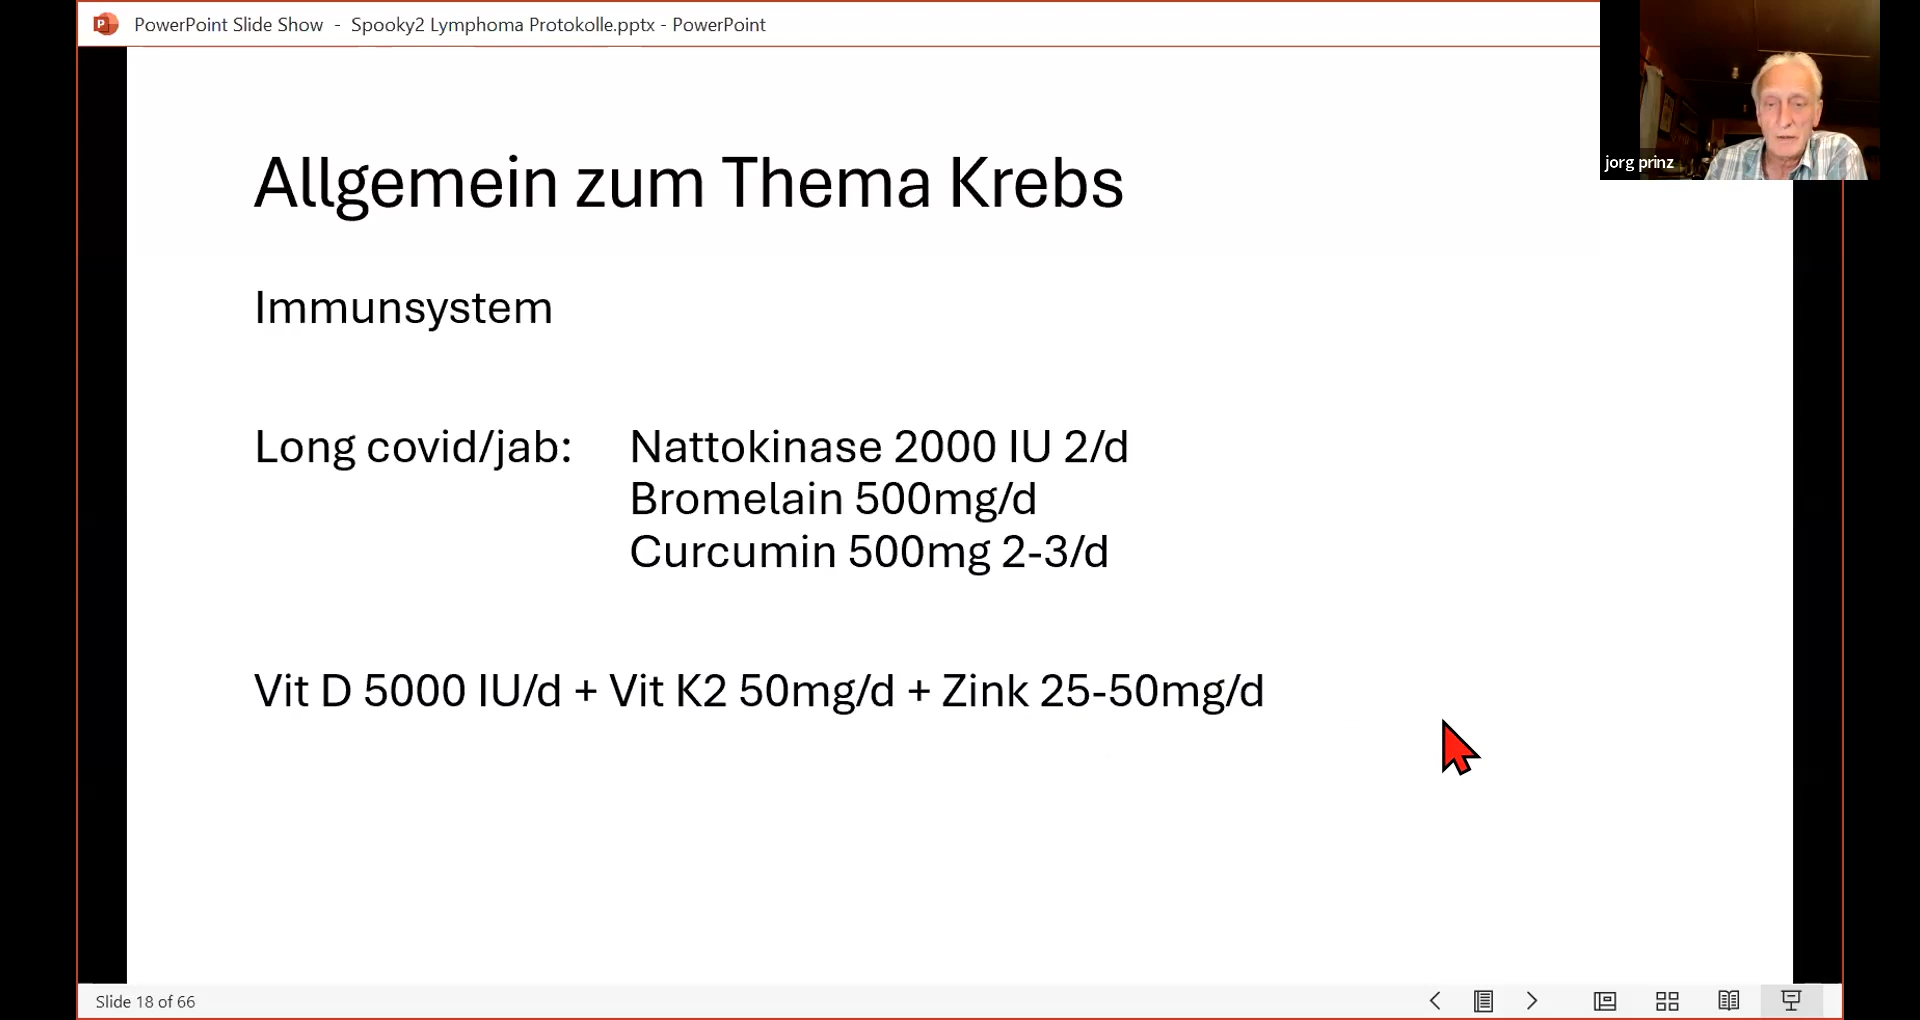 PowerPoint Slide Show - Spooky2 Lymphoma Protokolle.pptx - PowerPoint
jorg prinz
Allgemein zum Thema Krebs
Immunsystem
Long covid/jab: Nattokinase 2000 IU 2/d
Bromelain 500mg/d
Curcumin 500mg 2-3/d
Vit D 5000 IU/d + Vit K2 50mg/d + Zink 25-50mg/d
Slide 18 of 66